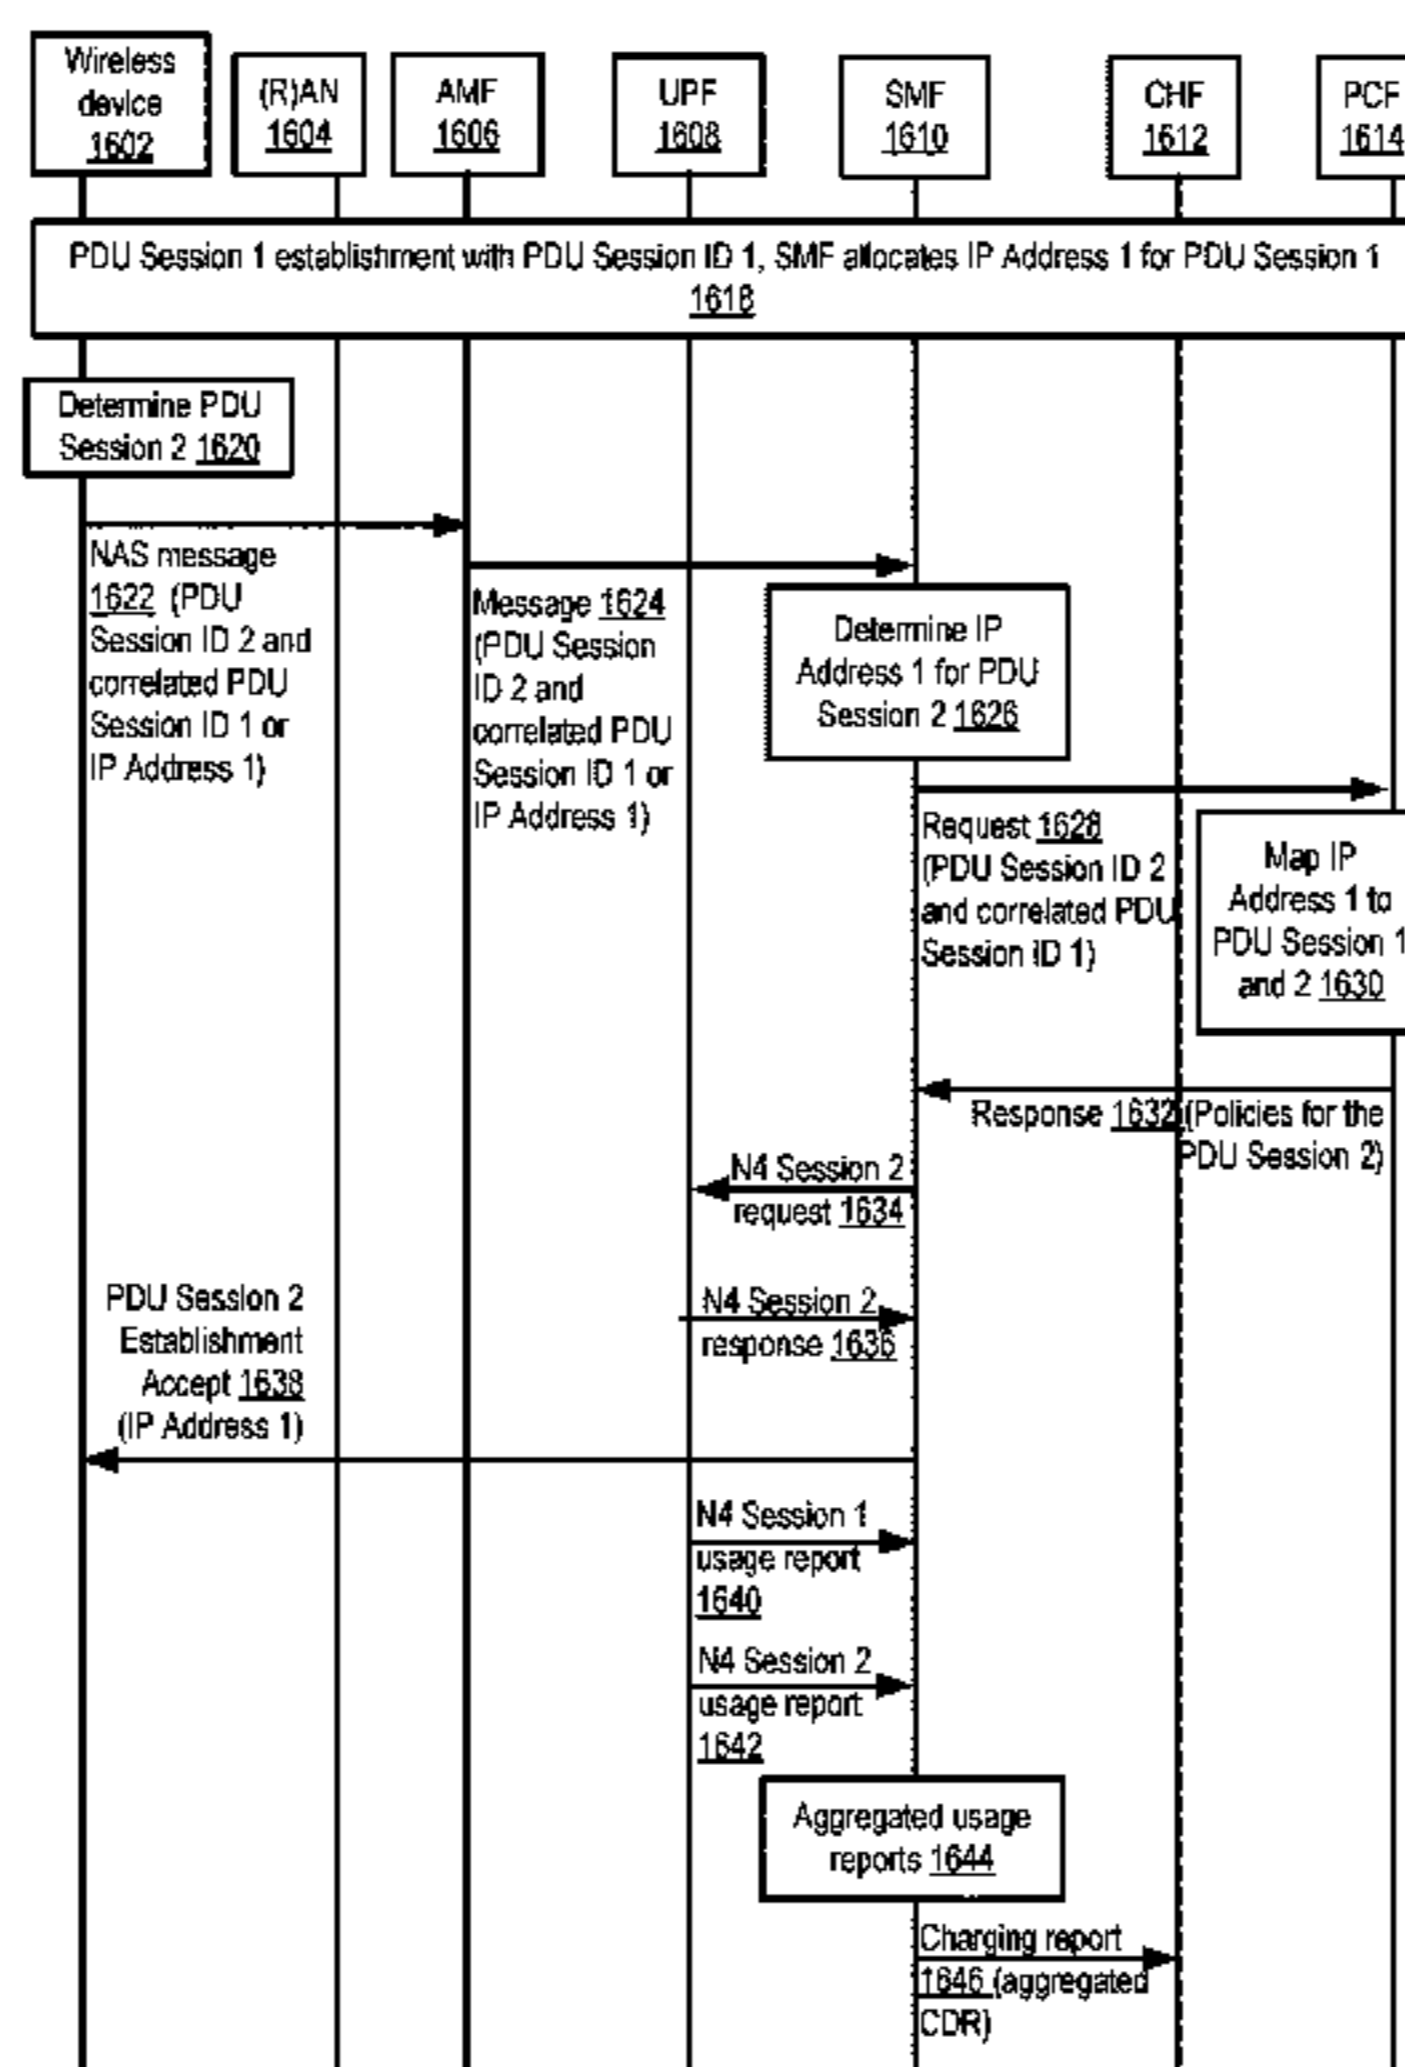 Wireless
device
1602
(R)AN
1604
AMF
1606
UPF
1608
SMF
1610
CHF
1612
PCF
1614
PDU Session 1 establishment with PDU Session ID 1, SMF allocates IP Address 1 for PDU Session 1
1618
Determine PDU
Session 2 1620
NAS message
1622 (PDU
Session ID 2 and
correlated PDU
Session ID 1 or
IP Address 1)
Message 1624
(PDU Session
ID 2 and
correlated PDU
Session ID 1 or
IP Address 1)
Determine IP
Address 1 for PDU
Session 2 1626
Request 1628
(PDU Session ID 2
and correlated PDU
Session ID 1)
Map IP
Address 1 to
PDU Session 1
and 2 1630
Response 1632 (Policies for the
PDU Session 2)
N4 Session 2
request 1634
N4 Session 2
response 1636
PDU Session 2
Establishment
Accept 1638
(IP Address 1)
N4 Session 1
usage report
1640
N4 Session 2
usage report
1642
Aggregated usage
reports 1644
Charging report
1646 (aggregated
CDR)